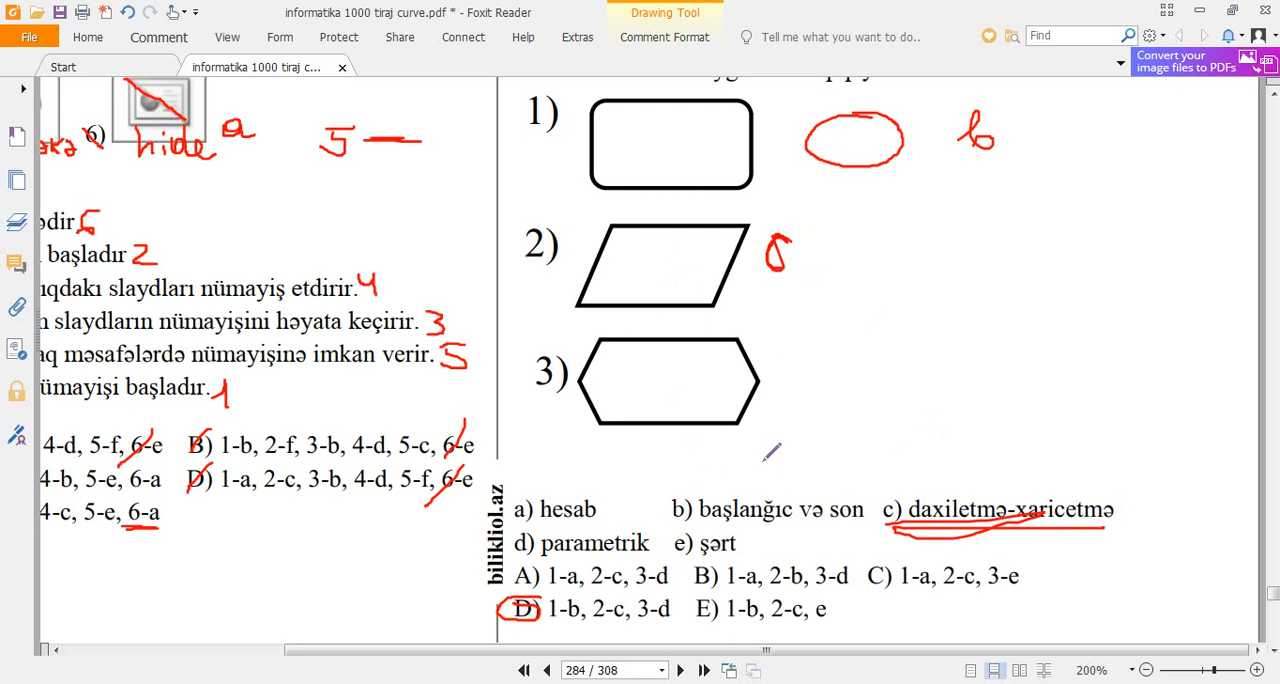 informatika 1000 tiraj curve.pdf * - Foxit Reader
Drawing Tool
File Home Comment View Form Protect Share Connect Help Extras Comment Format Tell me what you want to do.. Find
Start informatika 1000 tiraj c... Convert your image files to PDFs
6)
hide a 5 —
ədir 6
başladır 2
ıqdakı slaydları nümayiş etdirir. 4
n slaydların nümayişini həyata keçirir. 3
aq məsafələrdə nümayişinə imkan verir. 5
ümayişi başladır. 1
4-d, 5-f, 6-e B) 1-b, 2-f, 3-b, 4-d, 5-c, 6-e
4-b, 5-e, 6-a D) 1-a, 2-c, 3-b, 4-d, 5-f, 6-e
4-c, 5-e, 6-a
1) b
2)
3)
bilikliol.az
a) hesab b) başlanğıc və son c) daxiletmə-xaricetmə
d) parametrik e) şərt
A) 1-a, 2-c, 3-d B) 1-a, 2-b, 3-d C) 1-a, 2-c, 3-e
D) 1-b, 2-c, 3-d E) 1-b, 2-c, e
284 / 308 200%